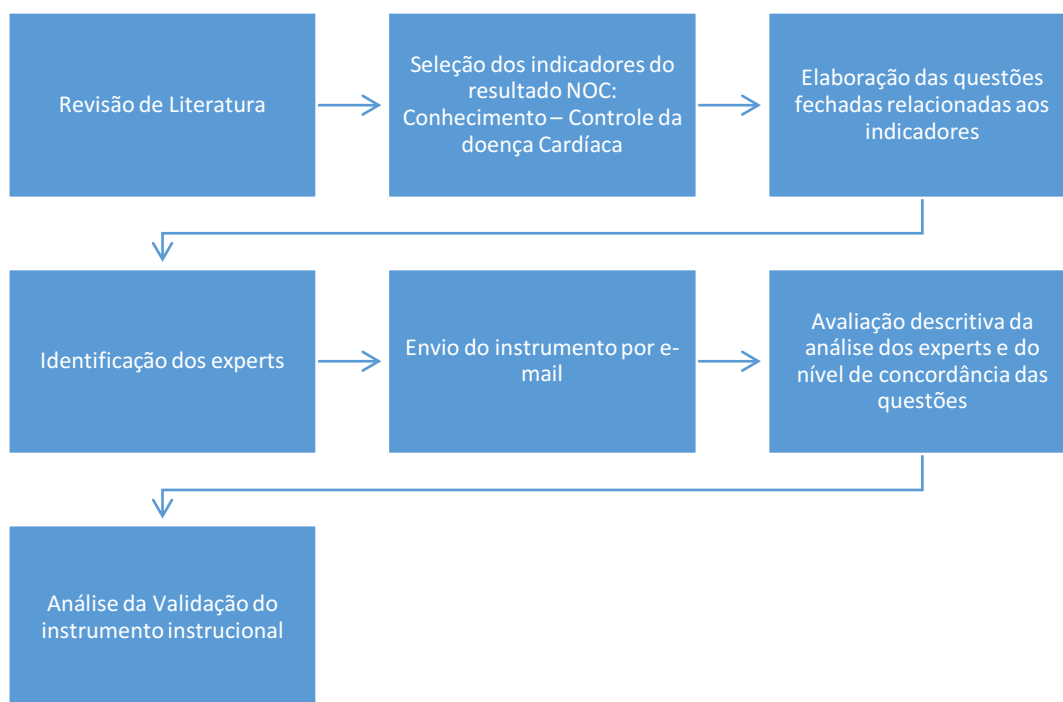 Revisão de Literatura
Seleção dos indicadores do
resultado NOC:
Conhecimento – Controle da
doença Cardíaca
Elaboração das questões
fechadas relacionadas aos
indicadores
Identificação dos experts
Envio do instrumento por e-
mail
Avaliação descritiva da
análise dos experts e do
nível de concordância das
questões
Análise da Validação do
instrumento instrucional